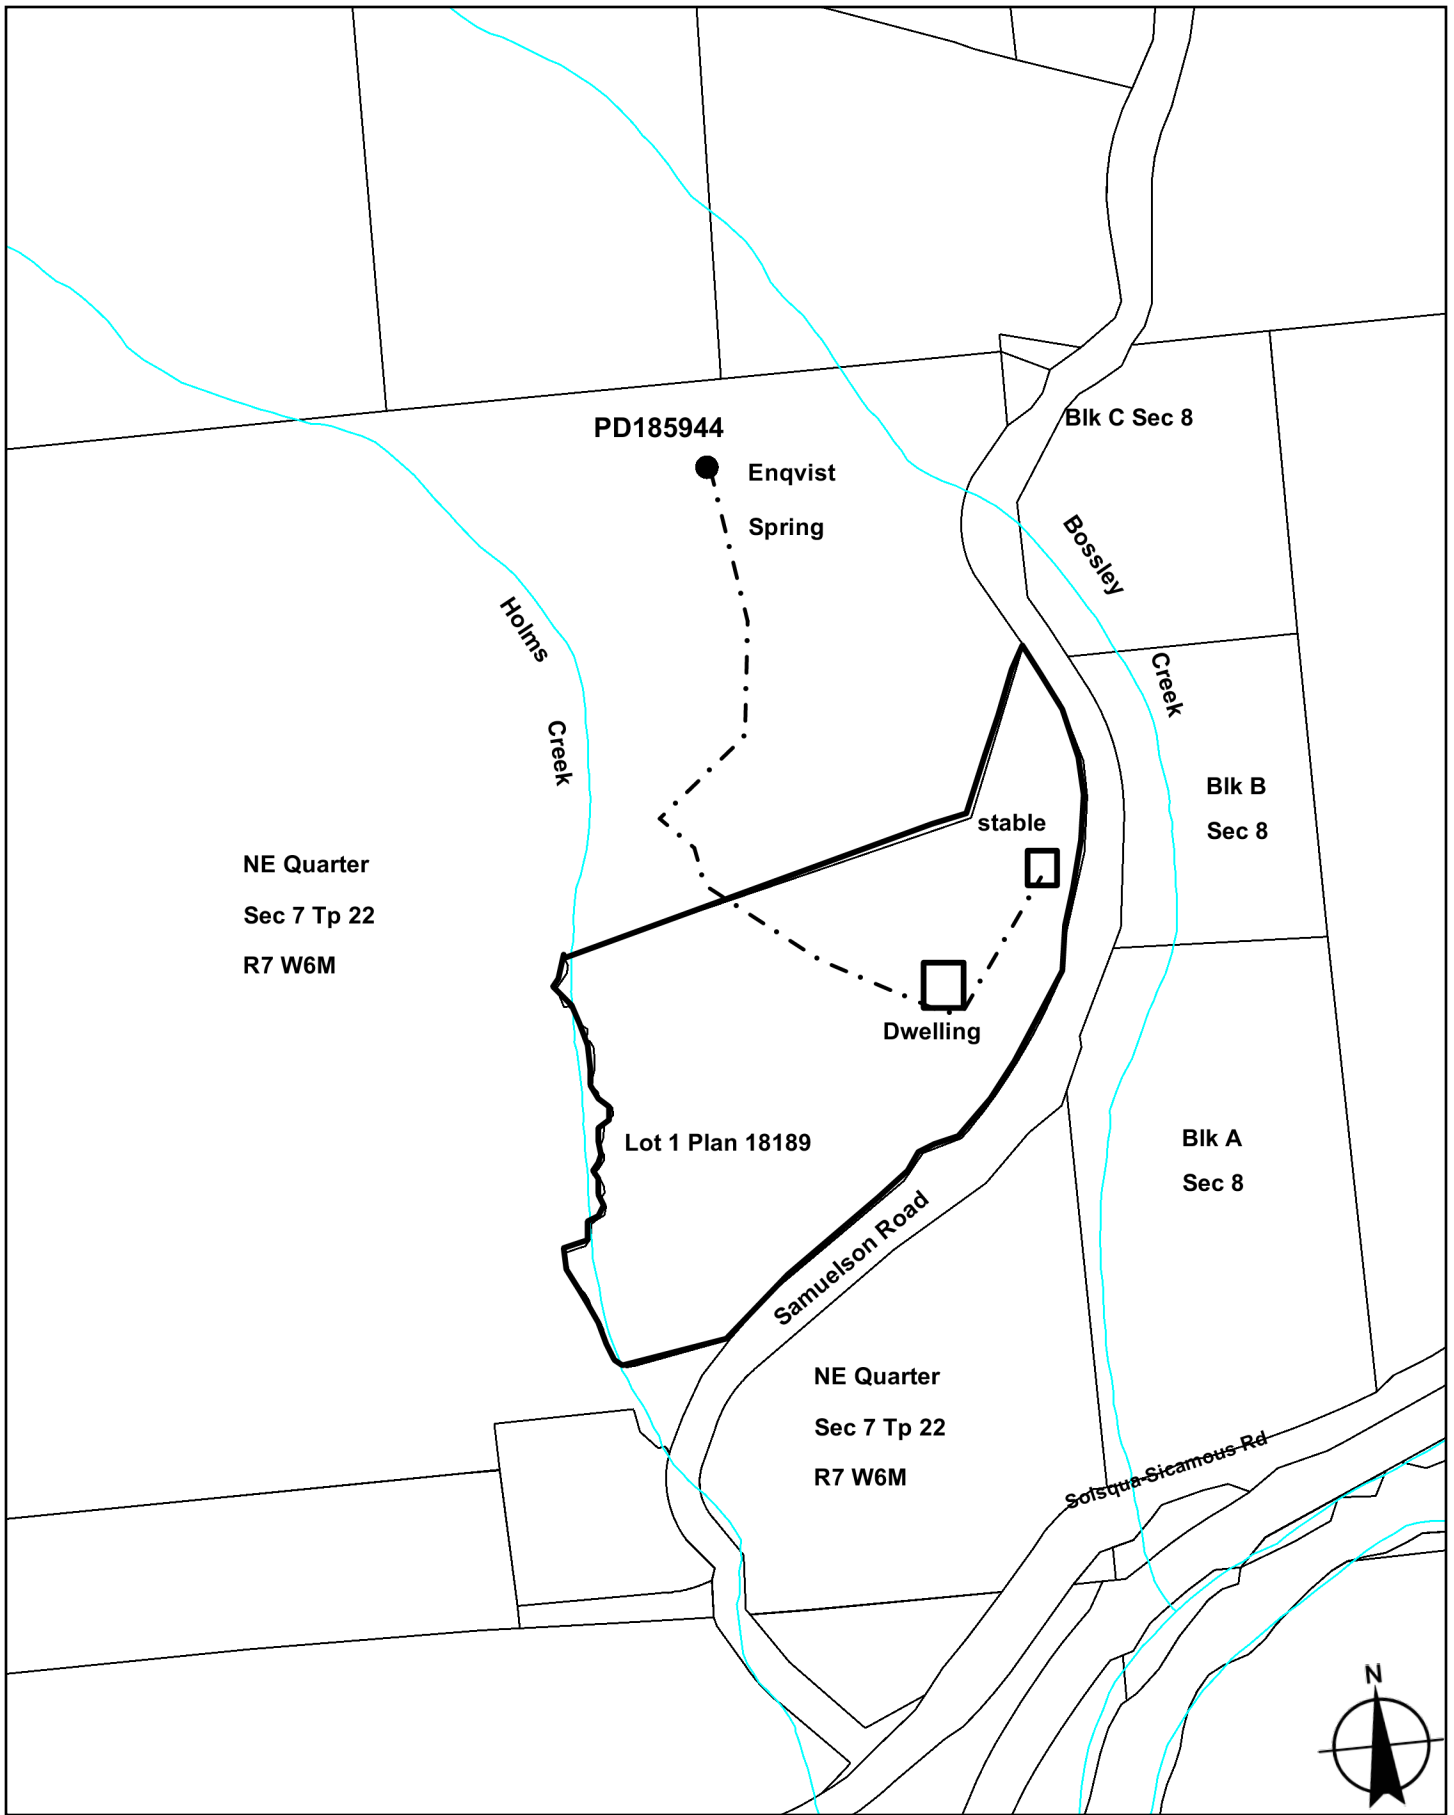 PD185944
Blk C Sec 8
Enqvist
Spring
Bossley
Creek
Holms
Creek
Blk B
Sec 8
stable
NE Quarter
Sec 7 Tp 22
R7 W6M
Dwelling
Lot 1 Plan 18189
Blk A
Sec 8
Samuelson Road
NE Quarter
Sec 7 Tp 22
R7 W6M
Solsqua-Sicamous Rd
N